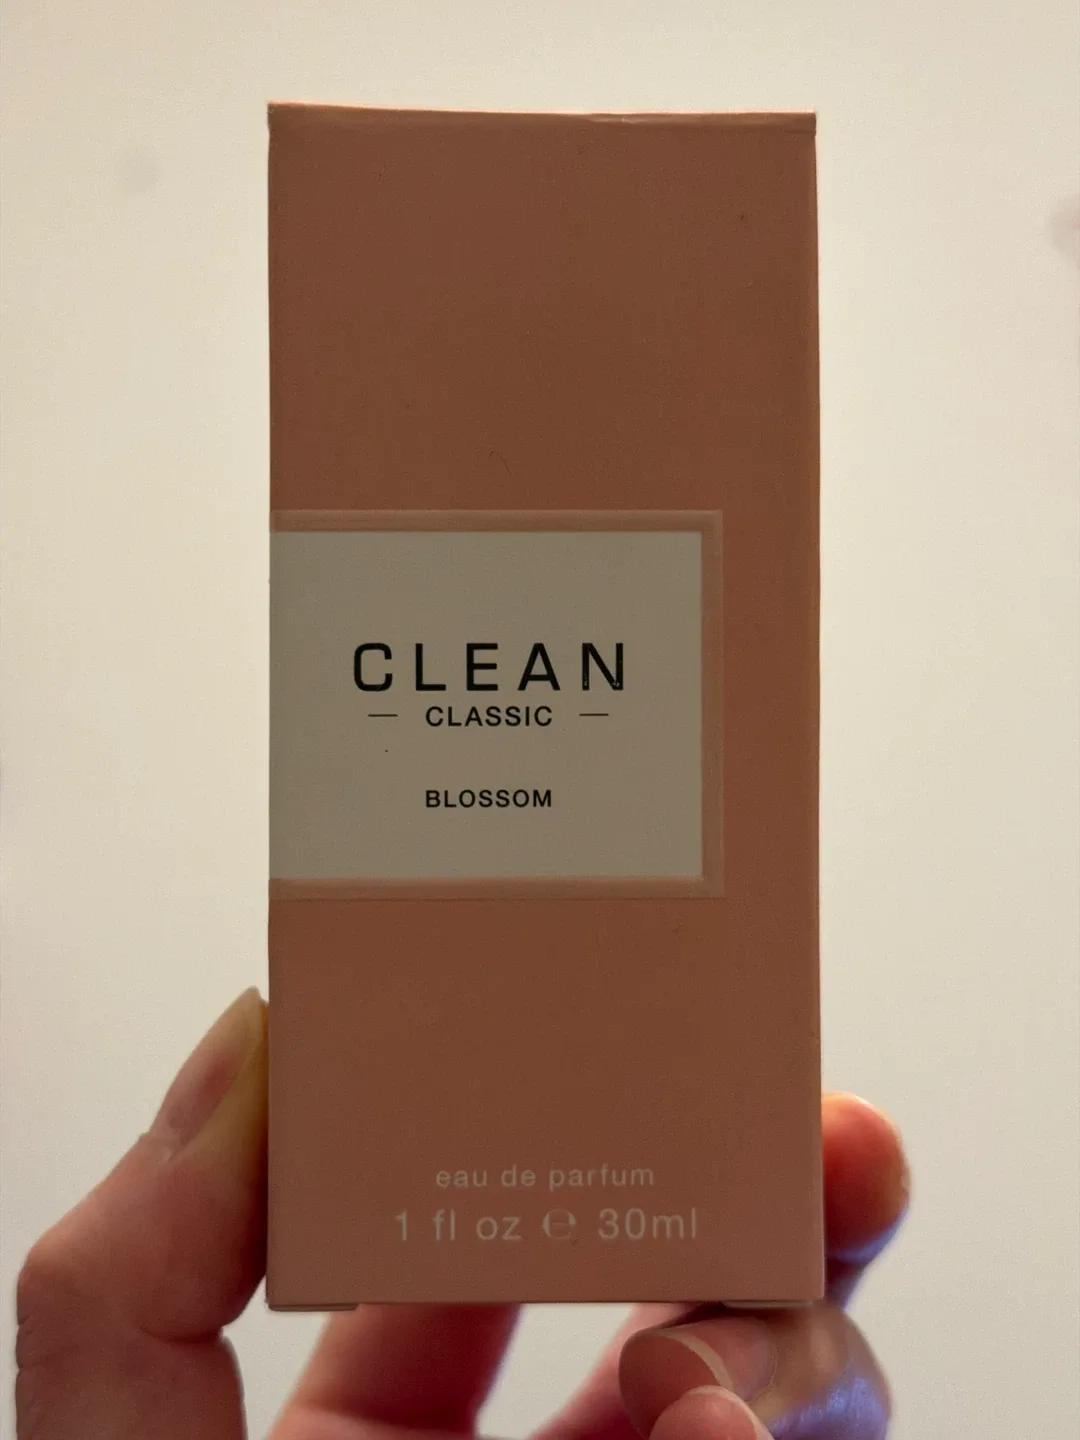 CLEAN
— CLASSIC —
BLOSSOM
eau de parfum
1 fl oz ℮ 30ml